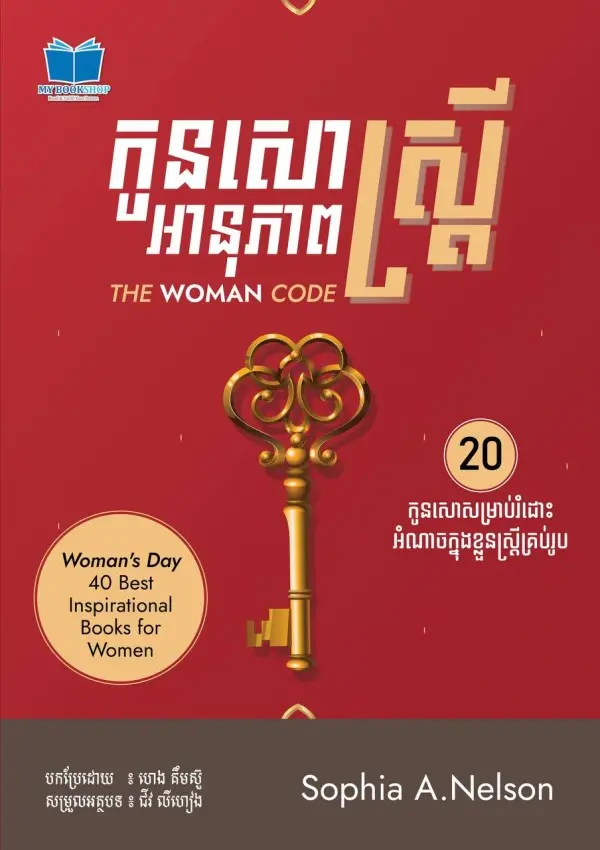 MY BOOKSHOP
កូនសោ
អានុភាព
ស្ត្រី
THE WOMAN CODE
20
កូនសោសម្រាប់រំដោះ
អំណាចក្នុងខ្លួនស្ត្រីគ្រប់រូប
Woman's Day
40 Best
Inspirational
Books for
Women
បកប្រែដោយ ៖ ហេង គឹមស៊ូ
សម្រួលអត្ថបទ ៖ ជីវ លីហៀង
Sophia A.Nelson